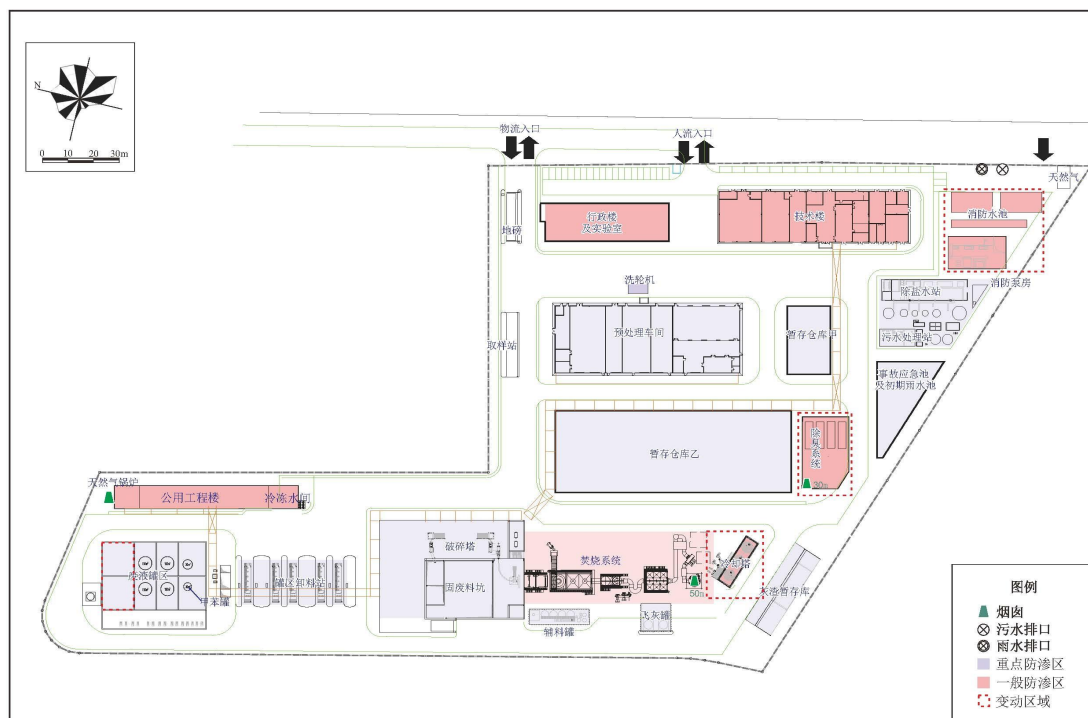 N
0 10 20 30m
物流入口
人流入口
天然气
地磅
行政楼
及实验室
技术楼
消防水池
消防泵房
洗轮机
除盐水站
取样站
预处理车间
暂存仓库甲
污水处理站
事故应急池
及初期雨水池
暂存仓库乙
除臭系统
30m
天然气锅炉
公用工程楼
冷冻水间
破碎塔
焚烧系统
冷却塔
废液罐区
罐区卸料站
固废料坑
50m
甲苯罐
灰渣暂存库
辅料罐
飞灰罐
图例
烟囱
污水排口
雨水排口
重点防渗区
一般防渗区
变动区域